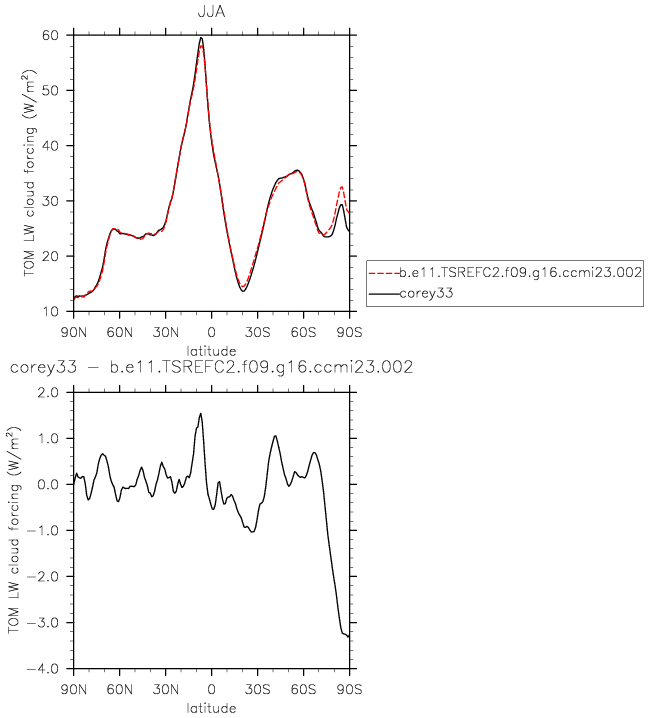 JJA
TOM LW cloud forcing (W/m²)
60
50
40
30
20
10
90N 60N 30N 0 30S 60S 90S
latitude
b.e11.TSREFC2.f09.g16.ccmi23.002
corey33
corey33 - b.e11.TSREFC2.f09.g16.ccmi23.002
TOM LW cloud forcing (W/m²)
2.0
1.0
0.0
-1.0
-2.0
-3.0
-4.0
90N 60N 30N 0 30S 60S 90S
latitude